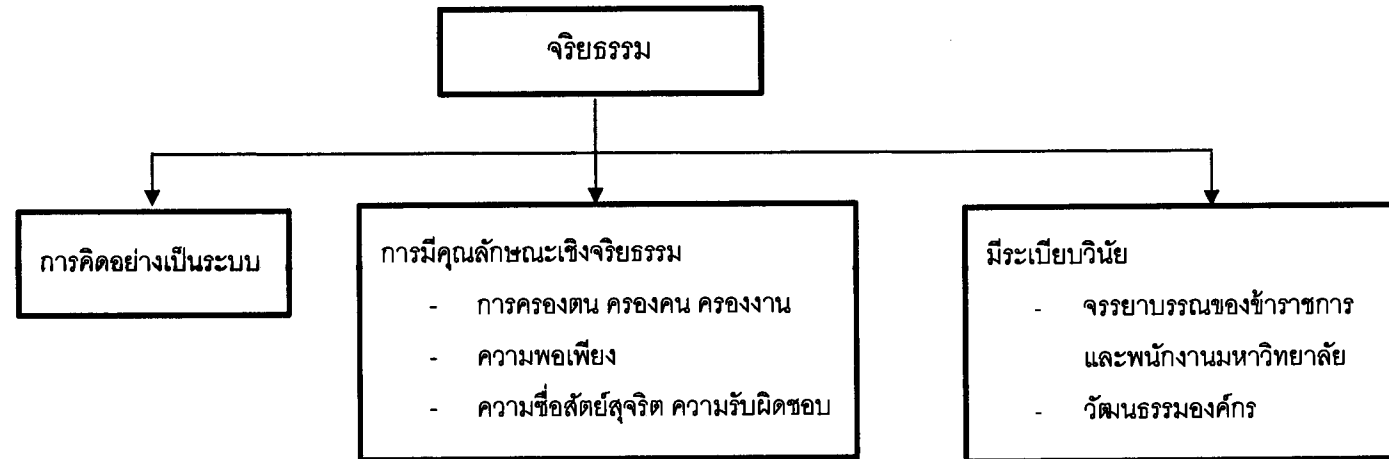 จริยธรรม
การคิดอย่างเป็นระบบ
การมีคุณลักษณะเชิงจริยธรรม
- การครองตน ครองคน ครองงาน
- ความพอเพียง
- ความซื่อสัตย์สุจริต ความรับผิดชอบ
มีระเบียบวินัย
- จรรยาบรรณของข้าราชการ
และพนักงานมหาวิทยาลัย
- วัฒนธรรมองค์กร